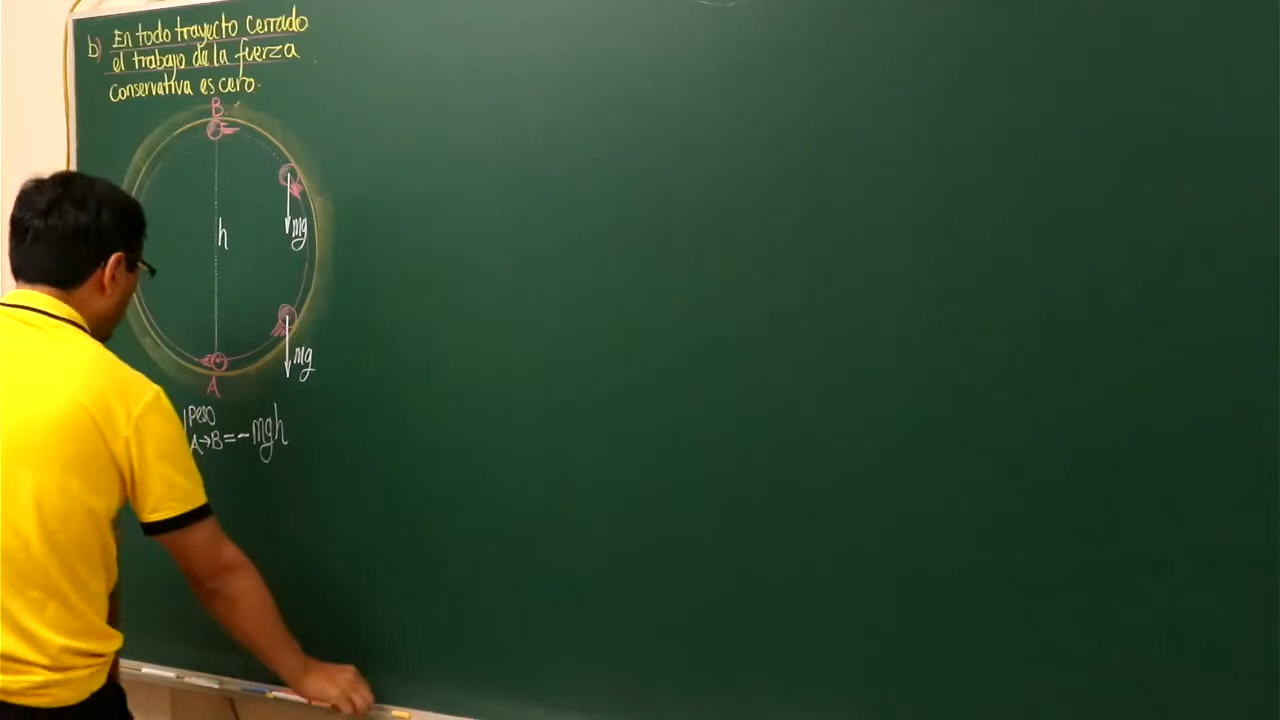 b) En todo trayecto cerrado
el trabajo de la fuerza
conservativa es cero.
B
mg
h
mg
A
Peso
A→B = -mgh